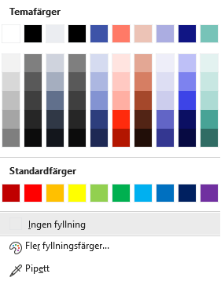 Temafärger
Standardfärger
Ingen fyllning
Fler fyllningsfärger...
Pipett